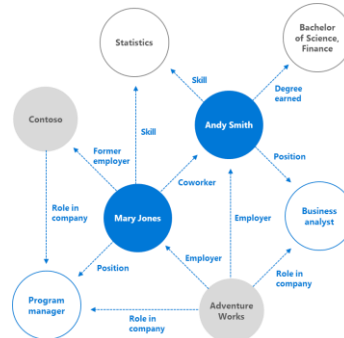 Bachelor
of Science,
Finance
Statistics
Skill
Degree
earned
Andy Smith
Contoso
Former
employer
Skill
Position
Coworker
Role in
company
Mary Jones
Employer
Business
analyst
Position
Employer
Role in
company
Program
manager
Adventure
Works
Role in
company